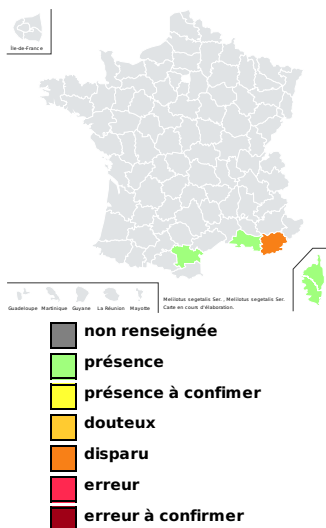 Île-de-France
Guadeloupe Martinique Guyane La Réunion Mayotte
Melilotus segetalis Ser. , Melilotus segetalis Ser.
Carte en cours d'élaboration.
non renseignée
présence
présence à confimer
douteux
disparu
erreur
erreur à confirmer